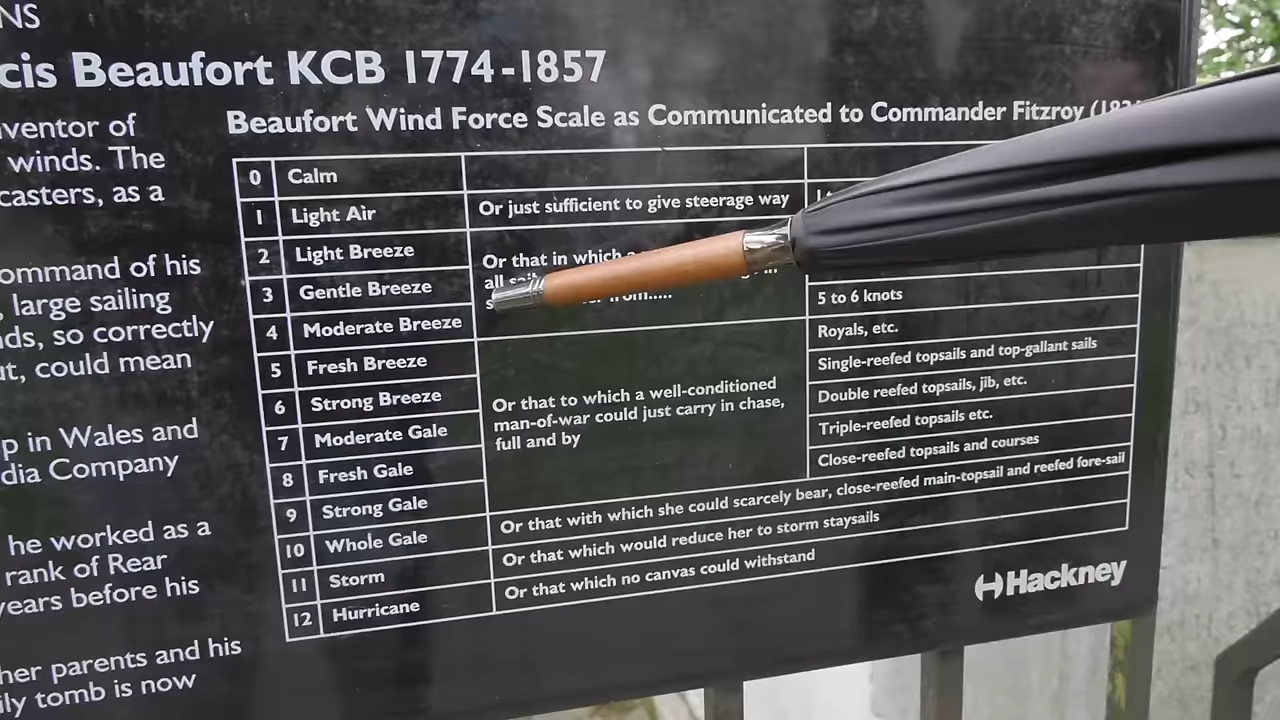 NS
cis Beaufort KCB 1774-1857
ventor of
winds. The
casters, as a
ommand of his
, large sailing
ds, so correctly
t, could mean
p in Wales and
dia Company
he worked as a
rank of Rear
years before his
her parents and his
ily tomb is now
Beaufort Wind Force Scale as Communicated to Commander Fitzroy (183
0 Calm
1 Light Air Or just sufficient to give steerage way
2 Light Breeze
3 Gentle Breeze
4 Moderate Breeze
Or that in which
all
5 to 6 knots
5 Fresh Breeze
6 Strong Breeze
7 Moderate Gale
8 Fresh Gale
9 Strong Gale
Or that to which a well-conditioned
man-of-war could just carry in chase,
full and by
Royals, etc.
Single-reefed topsails and top-gallant sails
Double reefed topsails, jib, etc.
Triple-reefed topsails etc.
Close-reefed topsails and courses
10 Whole Gale Or that with which she could scarcely bear, close-reefed main-topsail and reefed fore-sail
11 Storm Or that which would reduce her to storm staysails
12 Hurricane Or that which no canvas could withstand
Hackney